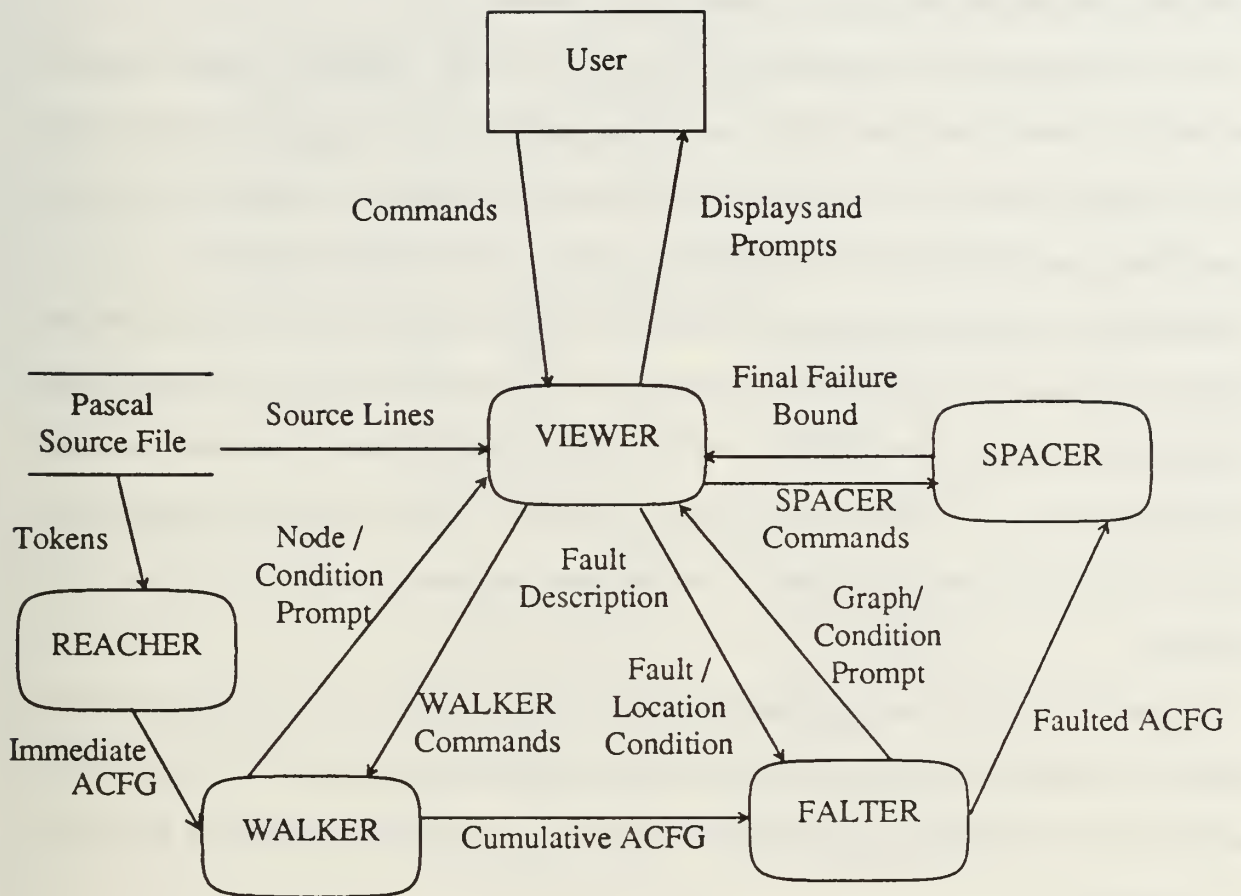 User
Commands
Displays and
Prompts
Pascal
Source File
Source Lines
VIEWER
Final Failure
Bound
SPACER
SPACER
Commands
Tokens
Node /
Condition
Prompt
Fault
Description
Graph/
Condition
Prompt
REACHER
WALKER
Commands
Fault /
Location
Condition
Faulted ACFG
Immediate
ACFG
WALKER
Cumulative ACFG
FALTER